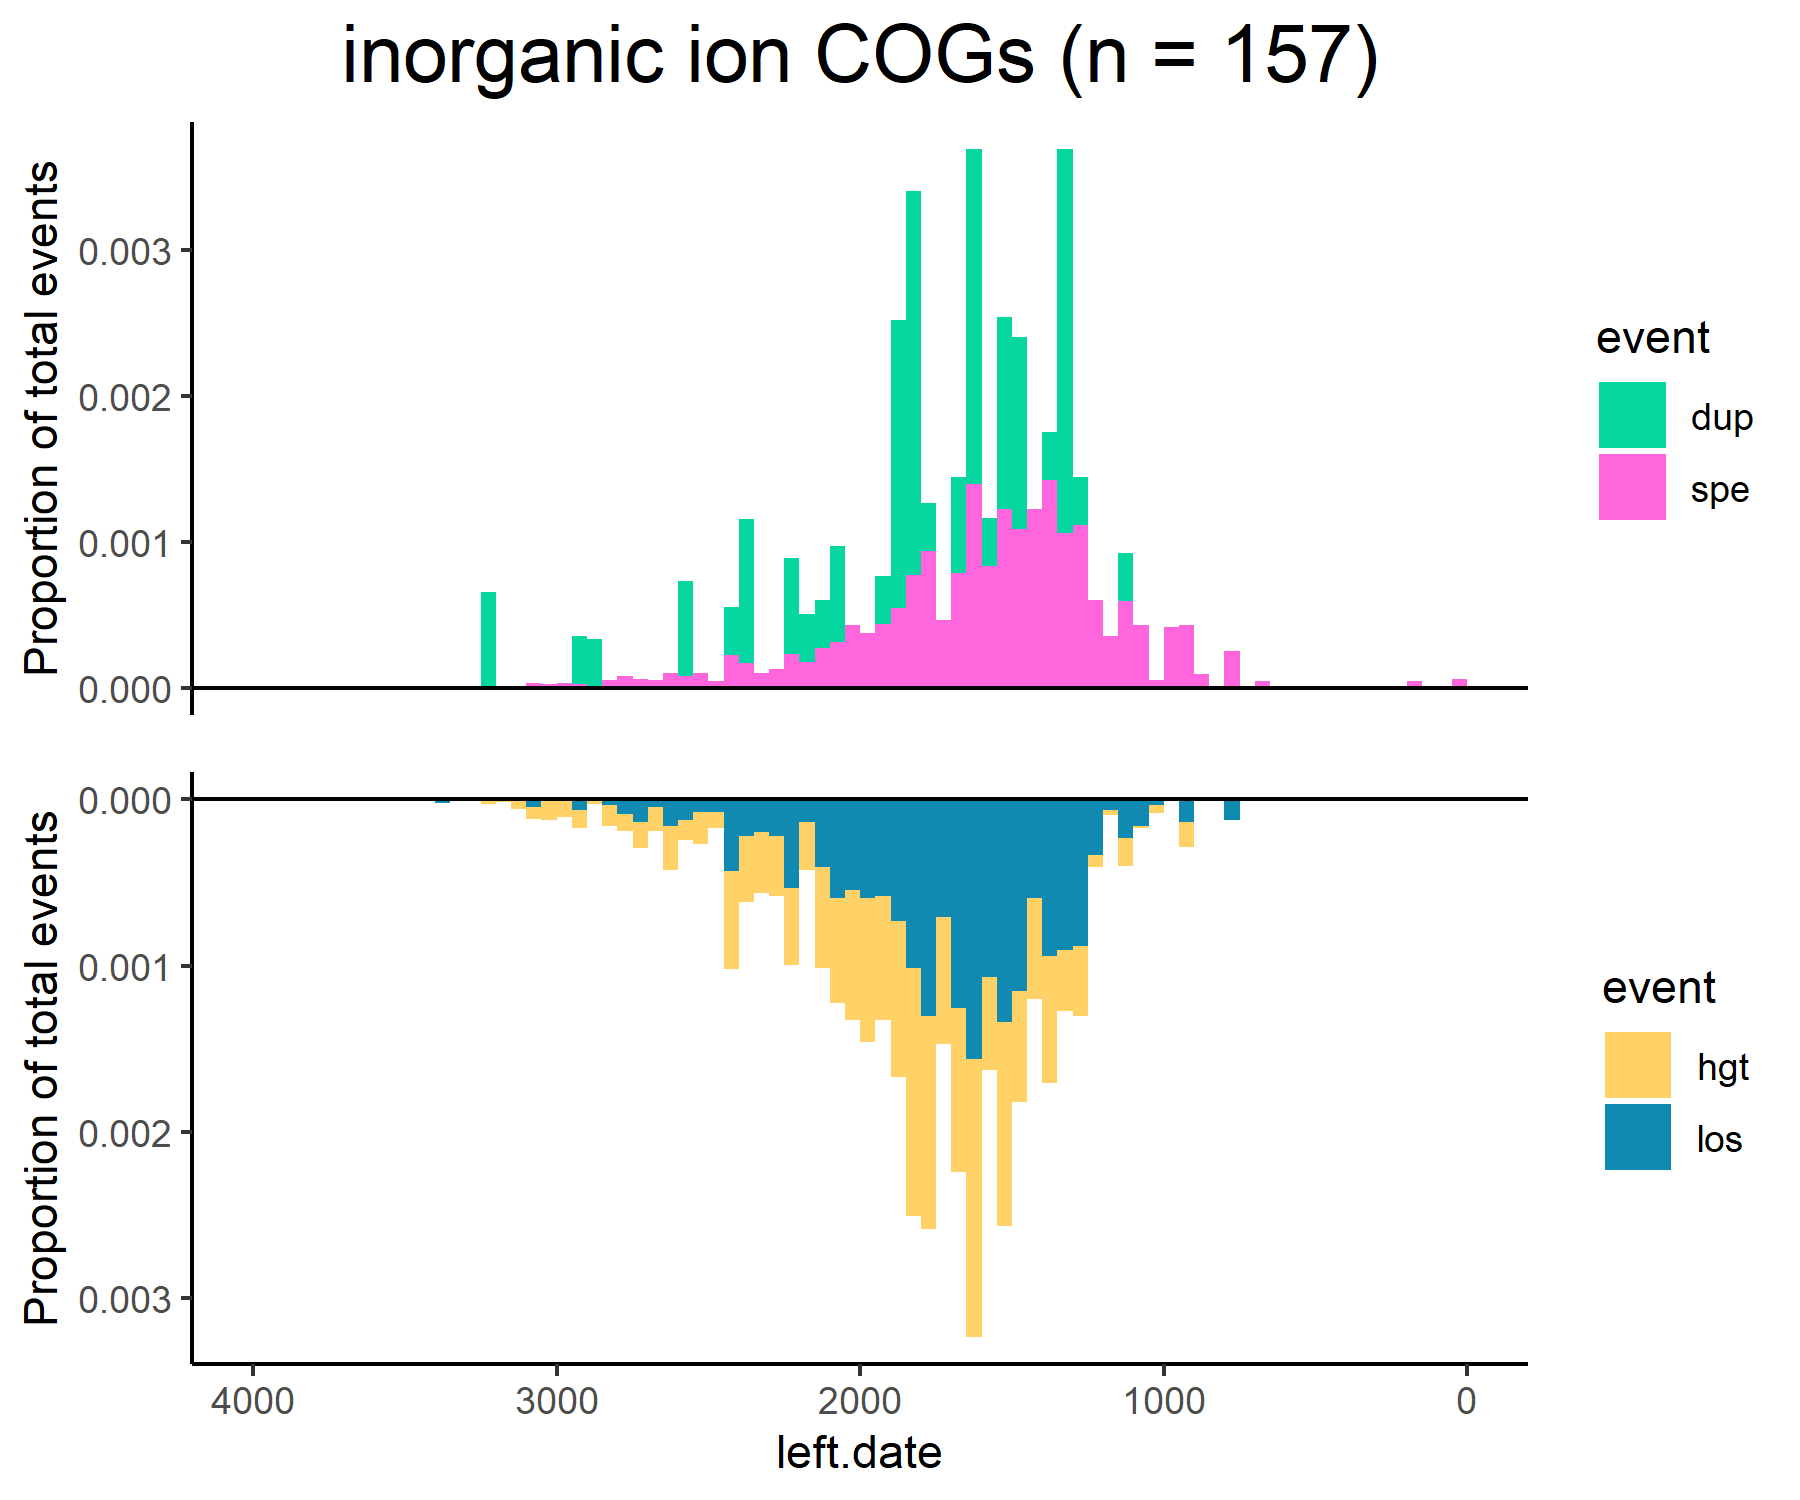 inorganic ion COGs (n = 157)
Proportion of total events
0.003
0.002
0.001
0.000
event
dup
spe
Proportion of total events
0.000
0.001
0.002
0.003
event
hgt
los
4000 3000 2000 1000 0
left.date